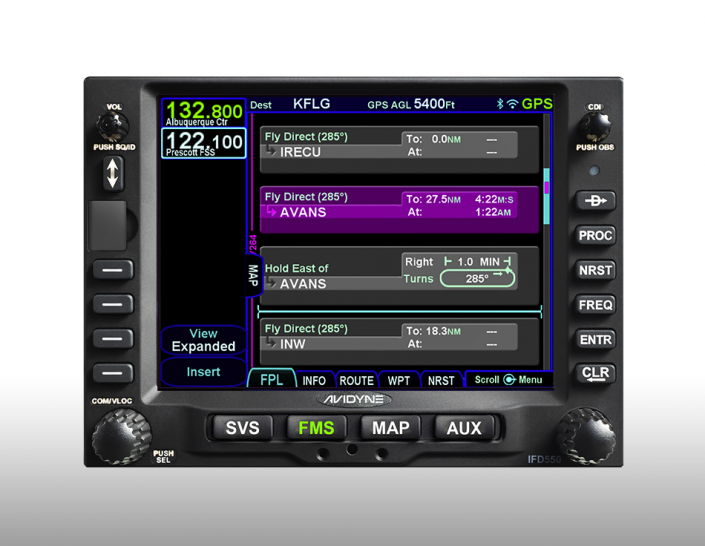 VOL
PUSH SQ/ID
132.800
Albuquerque Ctr
122.100
Prescott FSS
Dest KFLG GPS AGL 5400Ft GPS
CDI
PUSH OBS
Fly Direct (285°) To: 0.0NM ---
IRECU At: ---
Fly Direct (285°) To: 27.5NM 4:22M:S
AVANS At: 1:22AM
/264
MAP
Hold East of Right 1.0 MIN
AVANS Turns 285°
Fly Direct (285°) To: 18.3NM ---
INW At: ---
View
Expanded
Insert
FPL INFO ROUTE WPT NRST Scroll Menu
D
PROC
NRST
FREQ
ENTR
CLR
COM/VLOC
PUSH
SEL
AVIDYNE
SVS FMS MAP AUX
IFD550